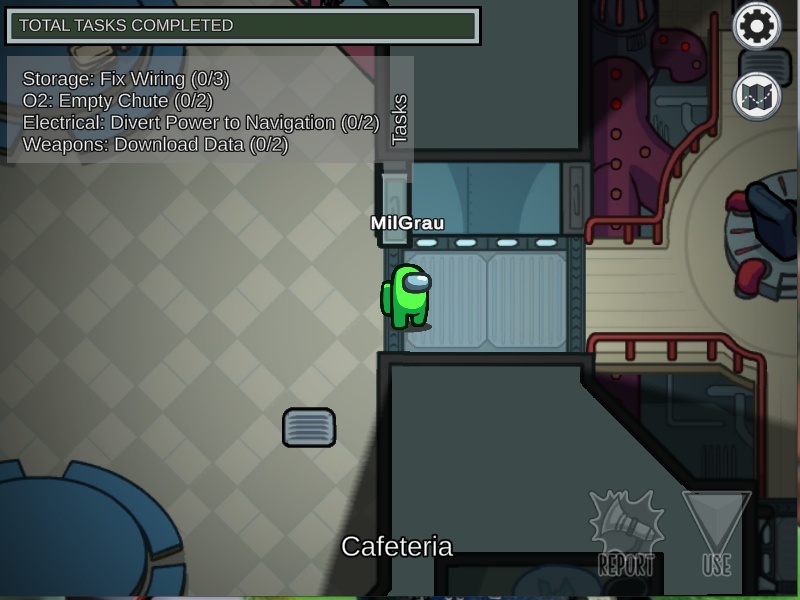 TOTAL TASKS COMPLETED
Storage: Fix Wiring (0/3)
O2: Empty Chute (0/2)
Electrical: Divert Power to Navigation (0/2)
Weapons: Download Data (0/2)
Tasks
MilGrau
Cafeteria
REPORT
USE